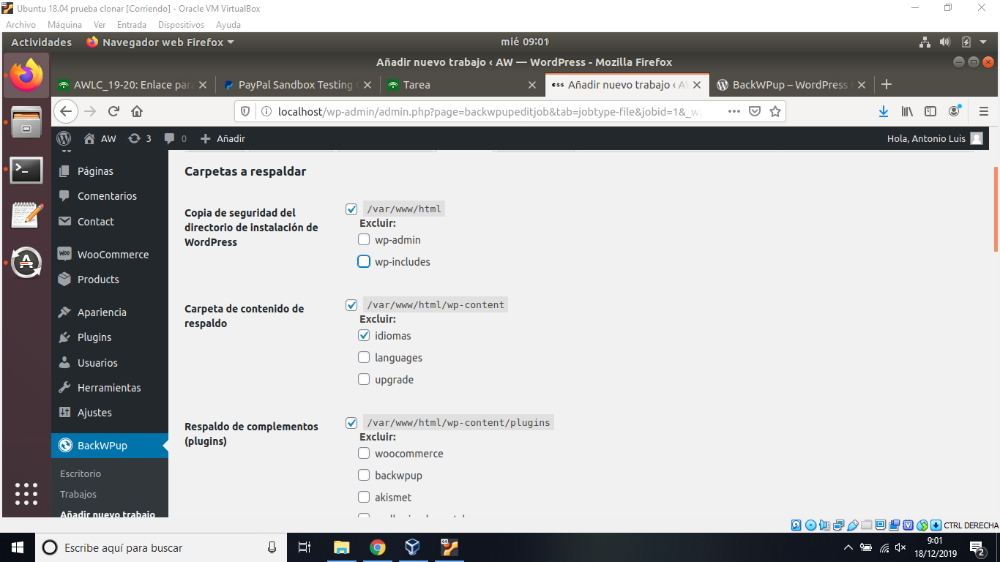 Ubuntu 18.04 prueba clonar [Corriendo] - Oracle VM VirtualBox
Archivo Máquina Ver Entrada Dispositivos Ayuda
Actividades Navegador web Firefox mié 09:01
Añadir nuevo trabajo ‹ AW — WordPress - Mozilla Firefox
AWLC_19-20: Enlace para PayPal Sandbox Testing Tarea Añadir nuevo trabajo ‹ AW BackWPup – WordPress
localhost/wp-admin/admin.php?page=backwpupeditjob&tab=jobtype-file&jobid=1&_w
AW 3 0 Añadir Hola, Antonio Luis
Páginas
Comentarios
Contact
WooCommerce
Products
Apariencia
Plugins
Usuarios
Herramientas
Ajustes
BackWPup
Escritorio
Trabajos
Añadir nuevo trabajo
Carpetas a respaldar
Copia de seguridad del directorio de instalación de WordPress
/var/www/html
Excluir:
wp-admin
wp-includes
Carpeta de contenido de respaldo
/var/www/html/wp-content
Excluir:
idiomas
languages
upgrade
Respaldo de complementos (plugins)
/var/www/html/wp-content/plugins
Excluir:
woocommerce
backwpup
akismet
CTRL DERECHA
Escribe aquí para buscar
9:01
18/12/2019
2